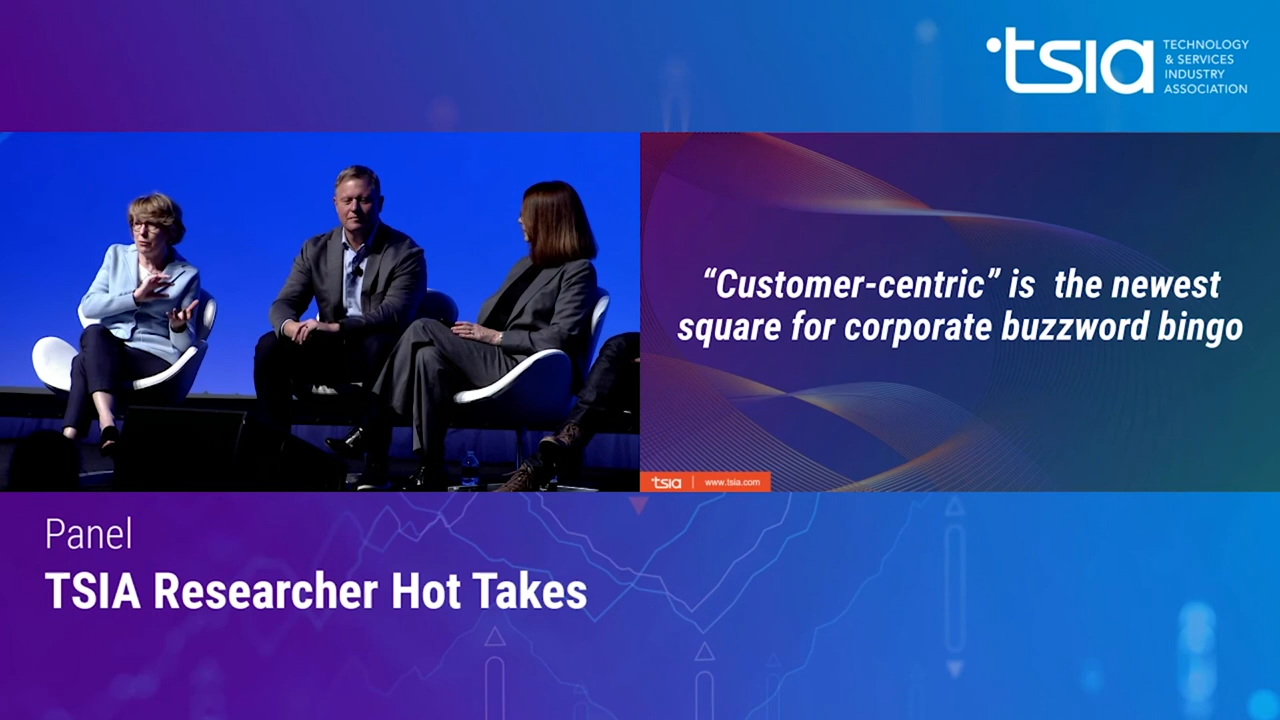 tsia
TECHNOLOGY
& SERVICES
INDUSTRY
ASSOCIATION
“Customer-centric” is  the newest
square for corporate buzzword bingo
tsia | www.tsia.com
Panel
TSIA Researcher Hot Takes